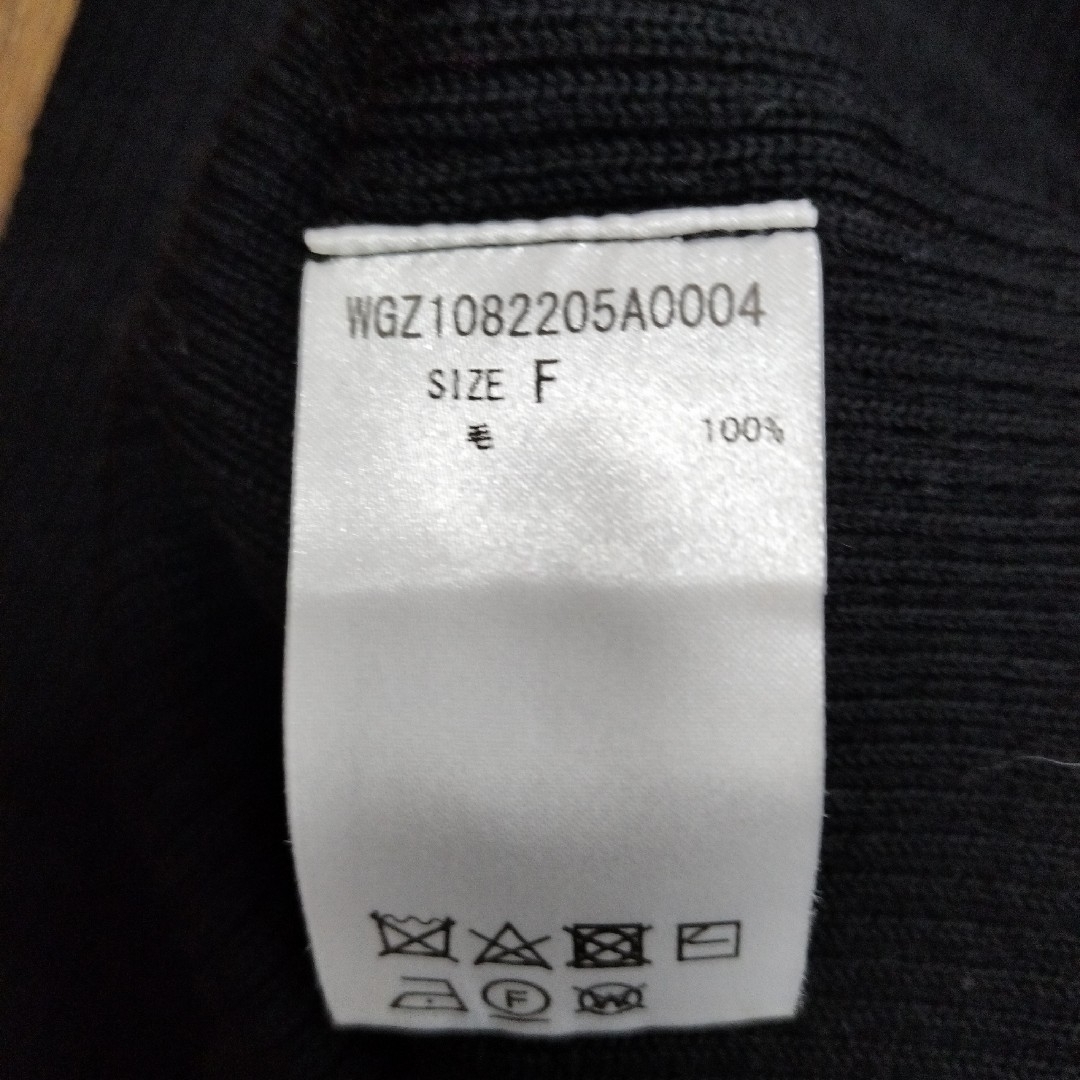 WGZ1082205A0004
SIZE F
毛 100%
F
W